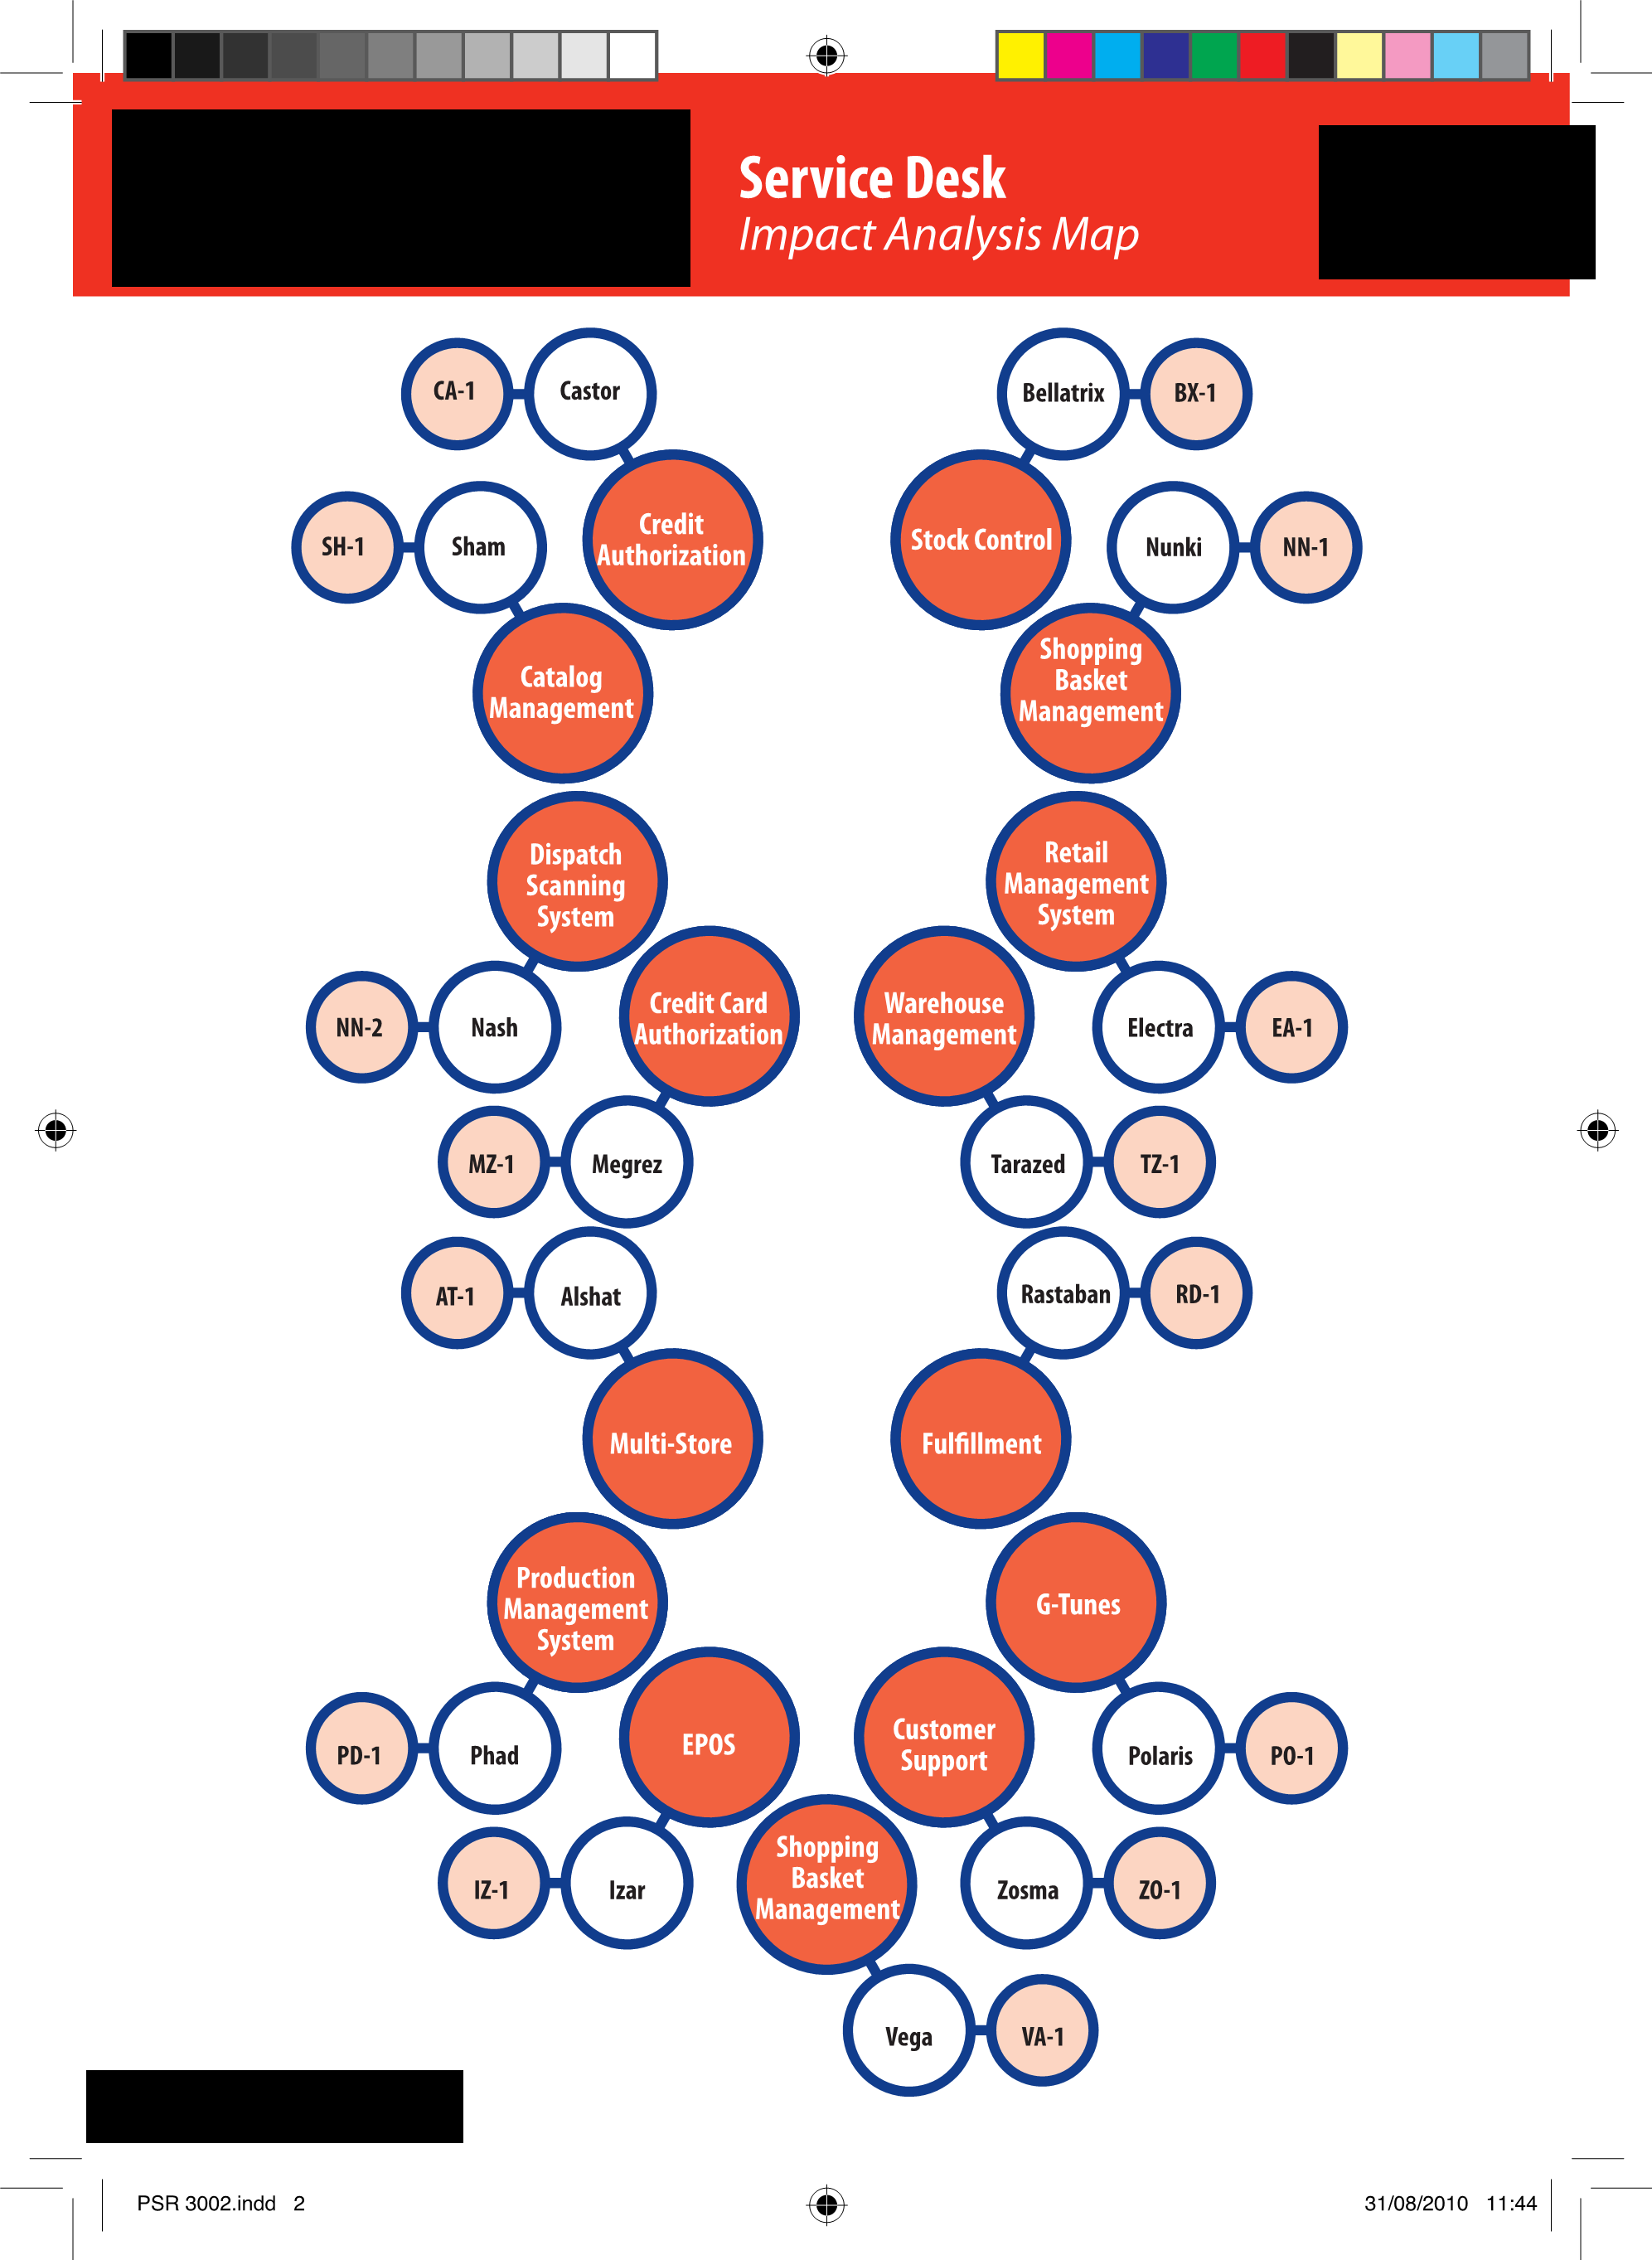 Service Desk
Impact Analysis Map
CA-1
Castor
Bellatrix
BX-1
Credit
Authorization
Stock Control
SH-1
Sham
Nunki
NN-1
Catalog
Management
Shopping
Basket
Management
Dispatch
Scanning
System
Retail
Management
System
NN-2
Nash
Credit Card
Authorization
Warehouse
Management
Electra
EA-1
MZ-1
Megrez
Tarazed
TZ-1
AT-1
Alshat
Rastaban
RD-1
Multi-Store
Fulfillment
Production
Management
System
G-Tunes
PD-1
Phad
EPOS
Customer
Support
Polaris
PO-1
IZ-1
Izar
Shopping
Basket
Management
Zosma
ZO-1
Vega
VA-1
PSR 3002.indd 2
31/08/2010 11:44